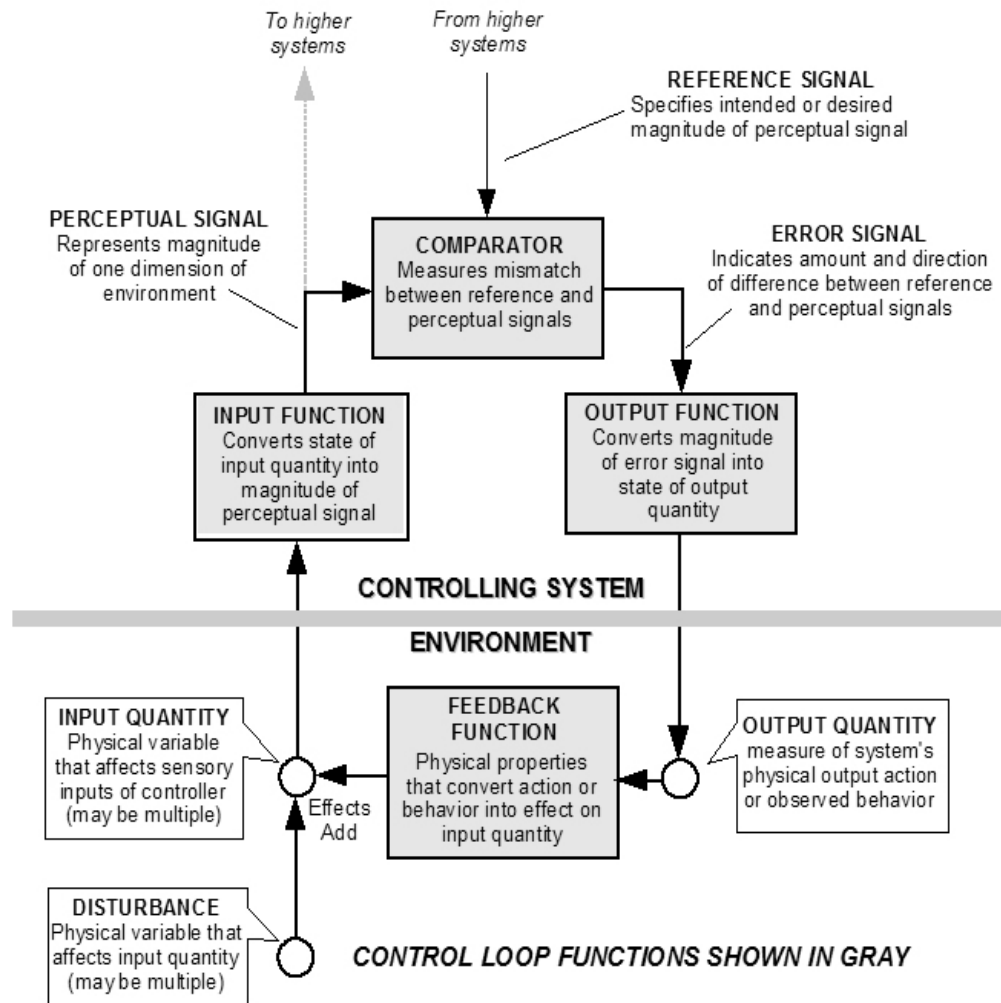 To higher
systems
From higher
systems
REFERENCE SIGNAL
Specifies intended or desired
magnitude of perceptual signal
PERCEPTUAL SIGNAL
Represents magnitude
of one dimension of
environment
COMPARATOR
Measures mismatch
between reference and
perceptual signals
ERROR SIGNAL
Indicates amount and direction
of difference between reference
and perceptual signals
INPUT FUNCTION
Converts state of
input quantity into
magnitude of
perceptual signal
OUTPUT FUNCTION
Converts magnitude
of error signal into
state of output
quantity
CONTROLLING SYSTEM
ENVIRONMENT
INPUT QUANTITY
Physical variable
that affects sensory
inputs of controller
(may be multiple)
Effects
Add
FEEDBACK
FUNCTION
Physical properties
that convert action or
behavior into effect on
input quantity
OUTPUT QUANTITY
measure of system's
physical output action
or observed behavior
DISTURBANCE
Physical variable that
affects input quantity
(may be multiple)
CONTROL LOOP FUNCTIONS SHOWN IN GRAY